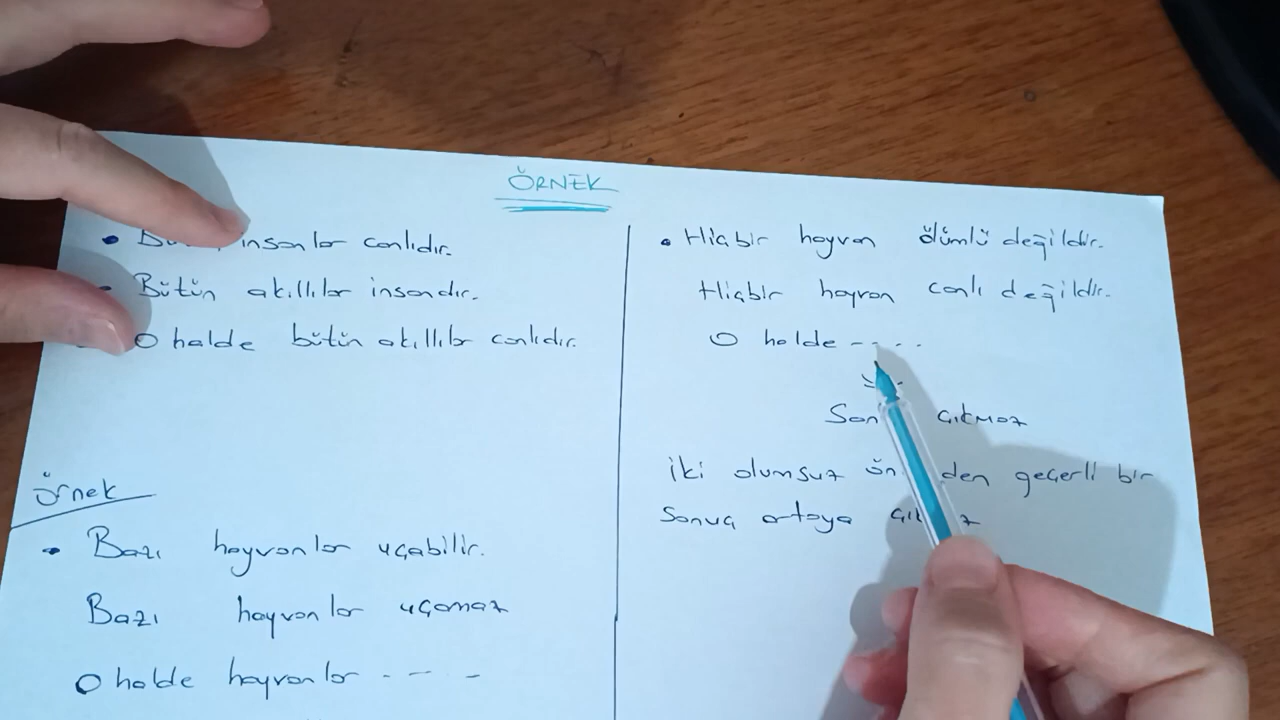 ÖRNEK
insanlar canlıdır.
Bütün akıllılar insandır.
O halde bütün akıllılar canlıdır.
Örnek
Bazı hayvanlar uçabilir.
Bazı hayvanlar uçamaz
O halde hayvanlar - - -
Hiçbir hayvan ölümlü değildir.
Hiçbir hayvan canlı değildir.
O halde - - - -
çıkmaz
İki olumsuz geçerli bir
Sonuç ortaya